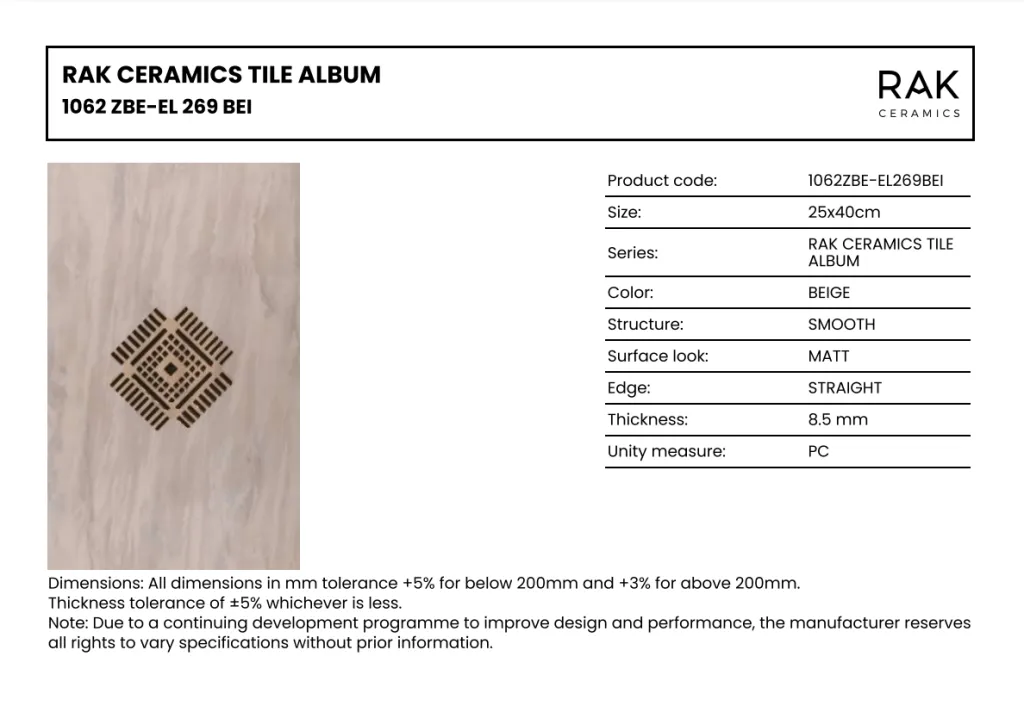 RAK CERAMICS TILE ALBUM
1062 ZBE-EL 269 BEI
RAK
CERAMICS
Product code: 1062ZBE-EL269BEI
Size: 25x40cm
Series: RAK CERAMICS TILE
ALBUM
Color: BEIGE
Structure: SMOOTH
Surface look: MATT
Edge: STRAIGHT
Thickness: 8.5 mm
Unity measure: PC
Dimensions: All dimensions in mm tolerance +5% for below 200mm and +3% for above 200mm.
Thickness tolerance of ±5% whichever is less.
Note: Due to a continuing development programme to improve design and performance, the manufacturer reserves
all rights to vary specifications without prior information.